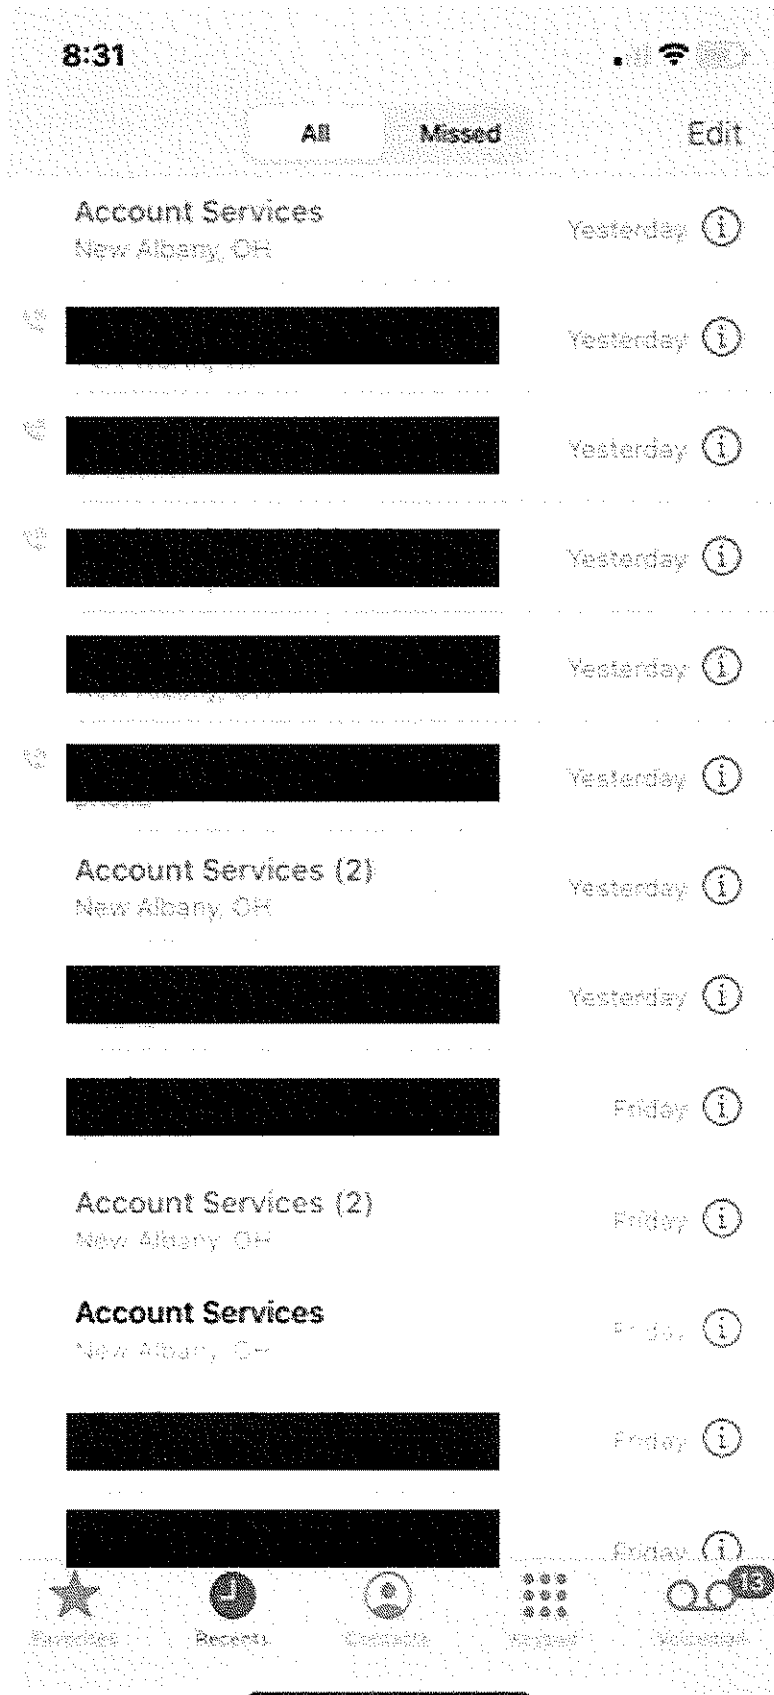 8:31
All
Missed
Edit
Account Services
New Albany, OH
Yesterday
Yesterday
Yesterday
Yesterday
Yesterday
Yesterday
Account Services (2)
New Albany, OH
Yesterday
Yesterday
Friday
Account Services (2)
New Albany, OH
Friday
Account Services
New Albany, OH
Friday
Friday
Friday
13
Favorites
Recents
Contacts
Keypad
Voicemail